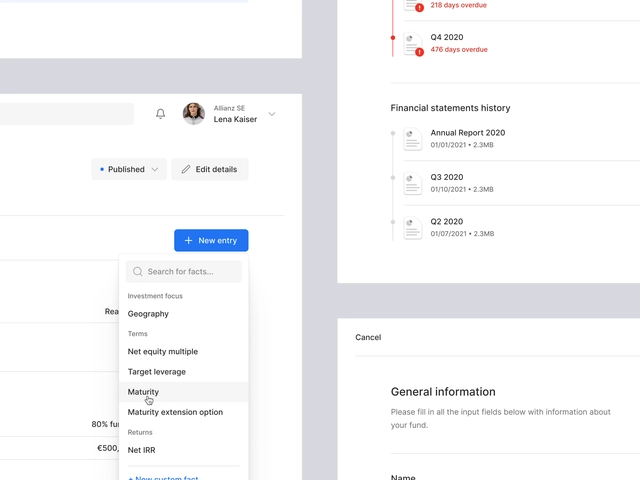 Allianz SE
Lena Kaiser
Published
Edit details
New entry
Search for facts...
Investment focus
Geography
Terms
Net equity multiple
Target leverage
Maturity
Maturity extension option
Returns
Net IRR
+ New custom fact
Rea
80% fu
€500,
218 days overdue
Q4 2020
476 days overdue
Financial statements history
Annual Report 2020
01/01/2021 • 2.3MB
Q3 2020
01/10/2021 • 2.3MB
Q2 2020
01/07/2021 • 2.3MB
Cancel
General information
Please fill in all the input fields below with information about
your fund.
Name